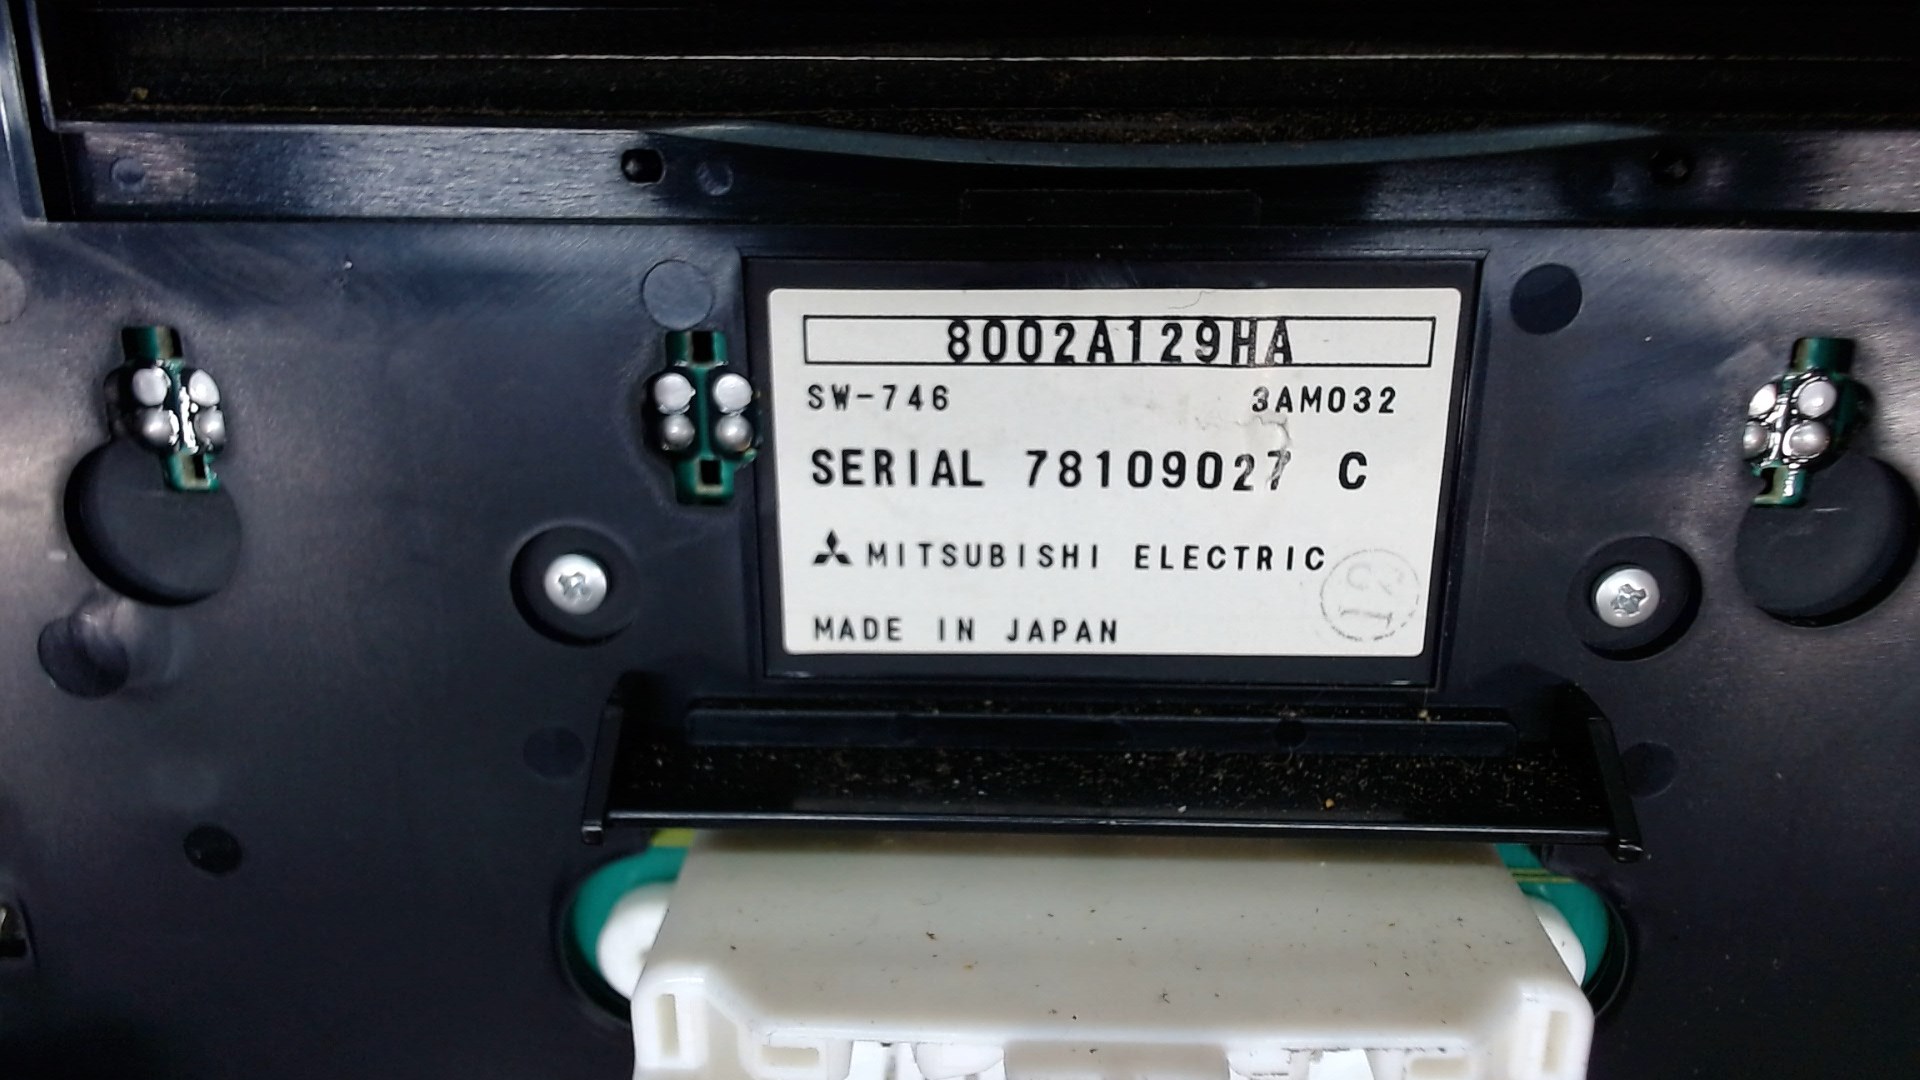 8002A129HA
SW-746 3AM032
SERIAL 78109027 C
MITSUBISHI ELECTRIC
MADE IN JAPAN